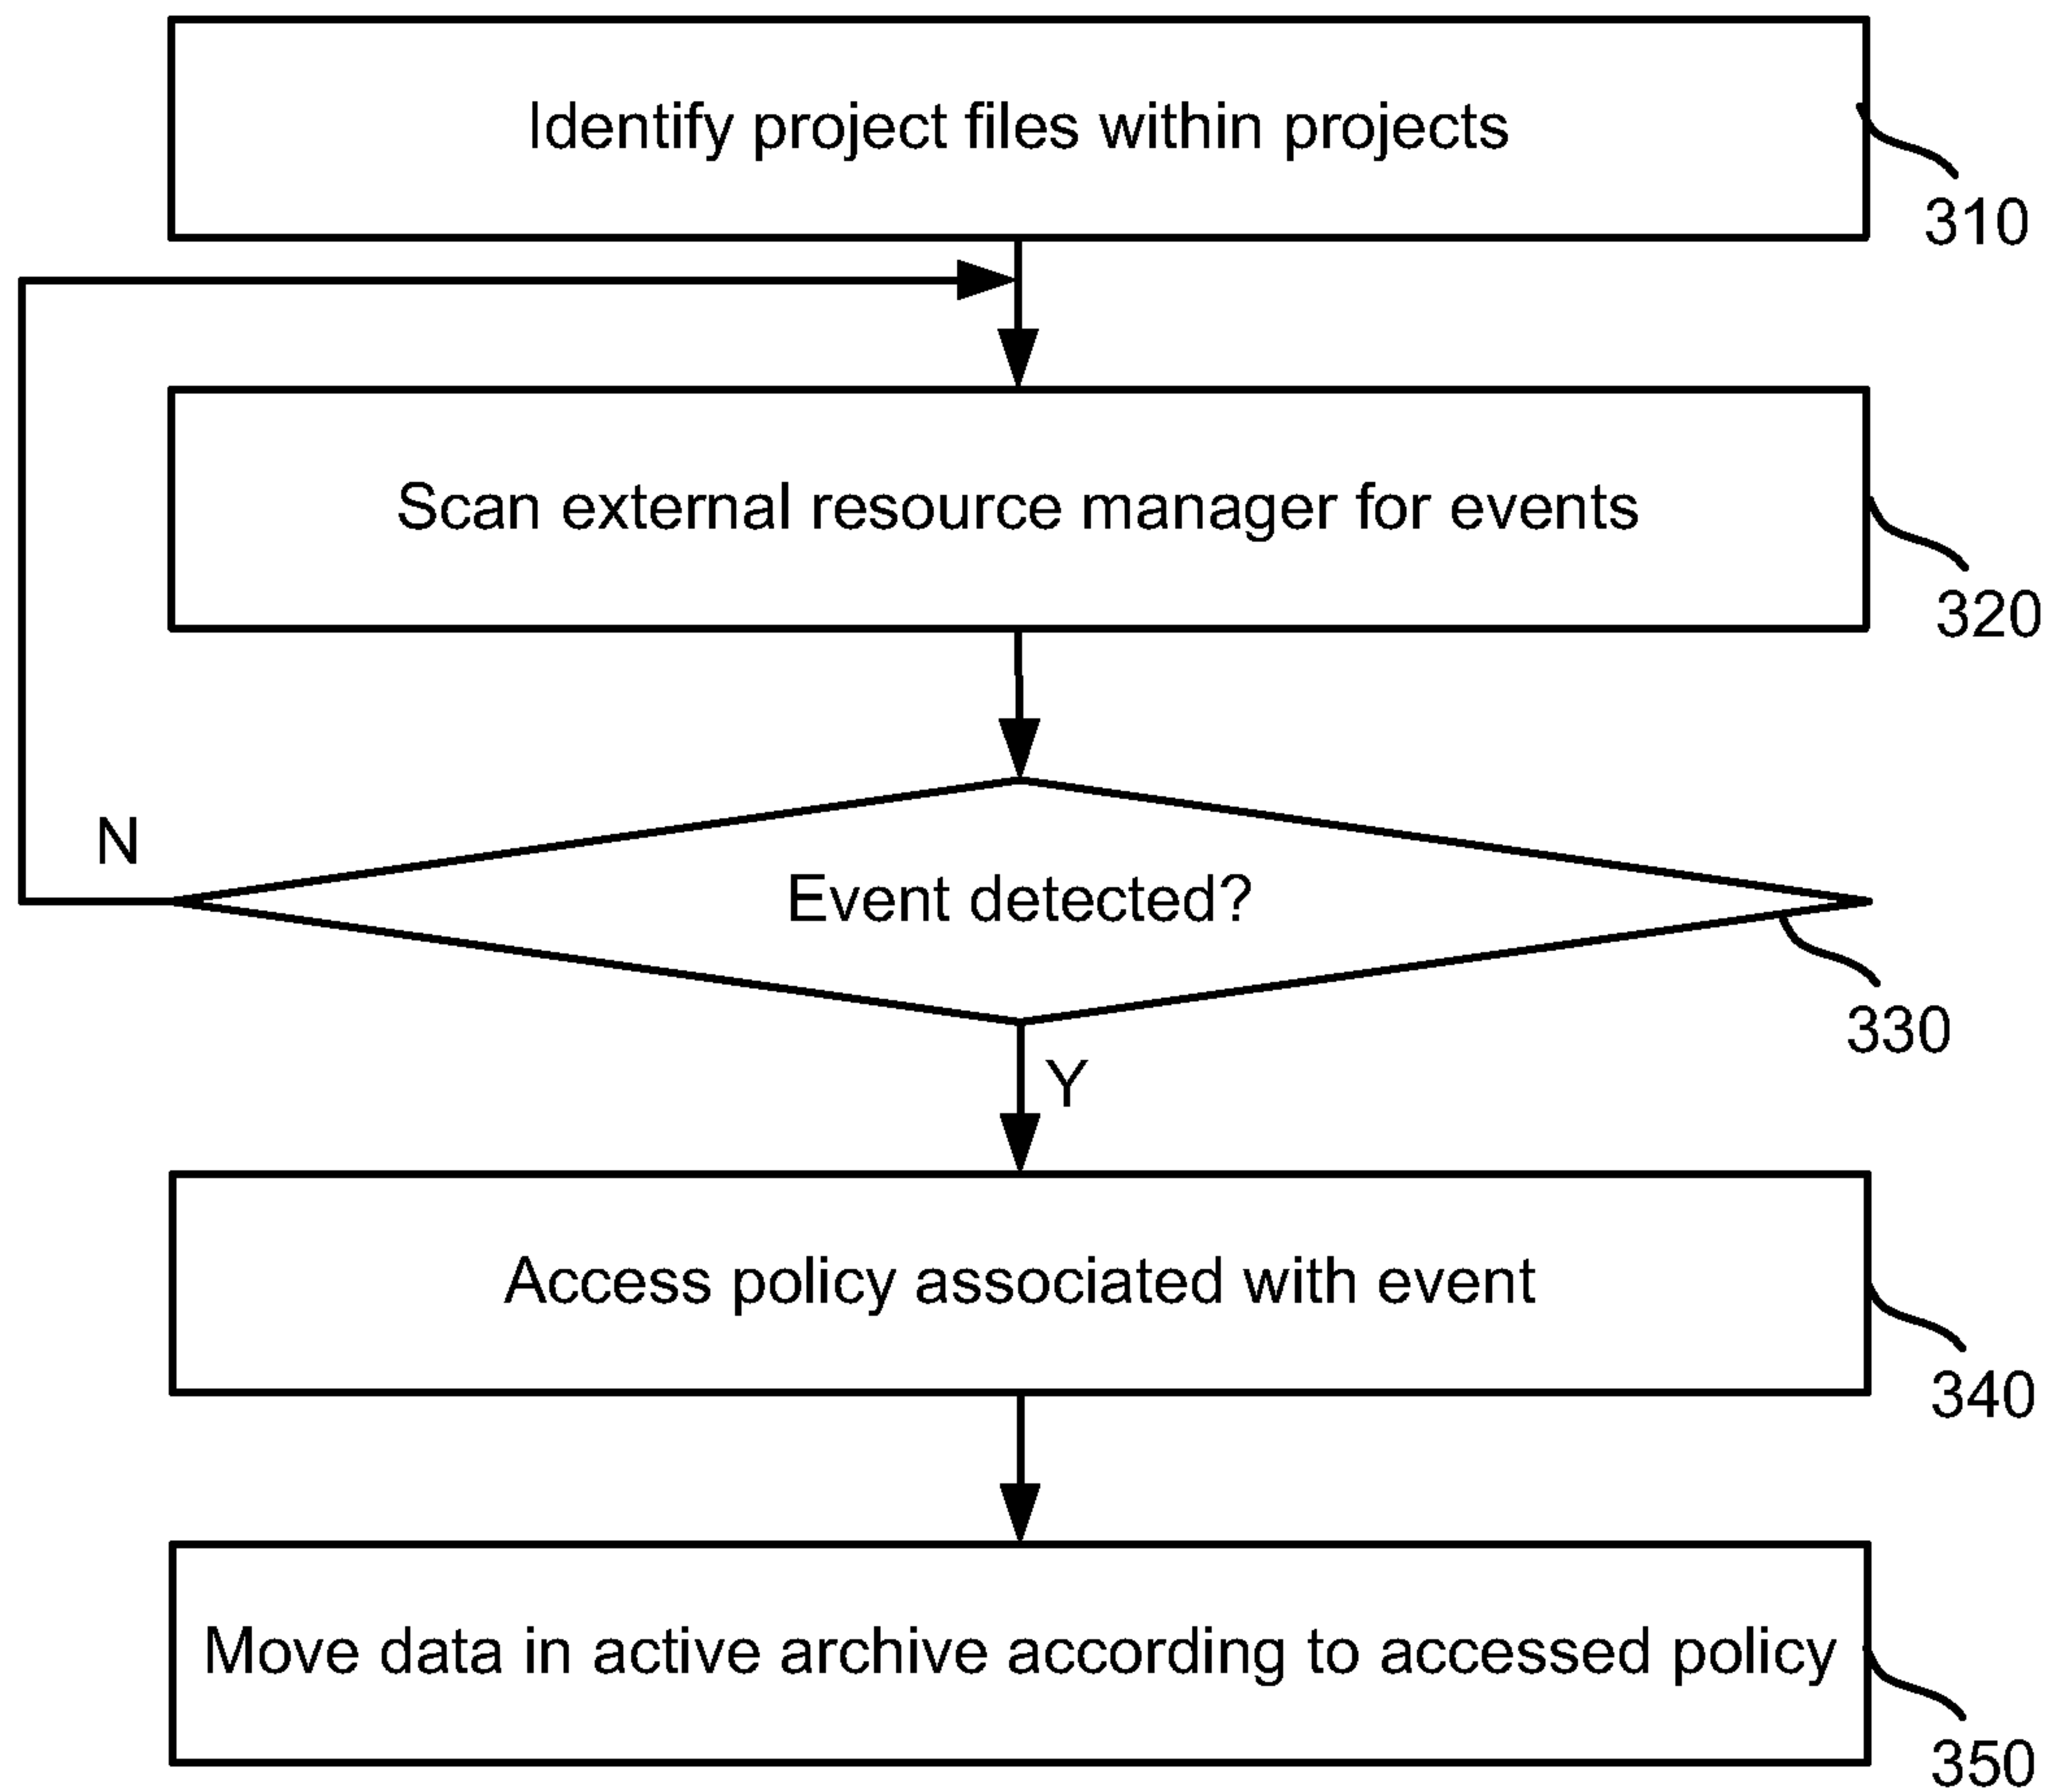 Identify project files within projects
310
Scan external resource manager for events
320
N
Event detected?
330
Y
Access policy associated with event
340
Move data in active archive according to accessed policy
350